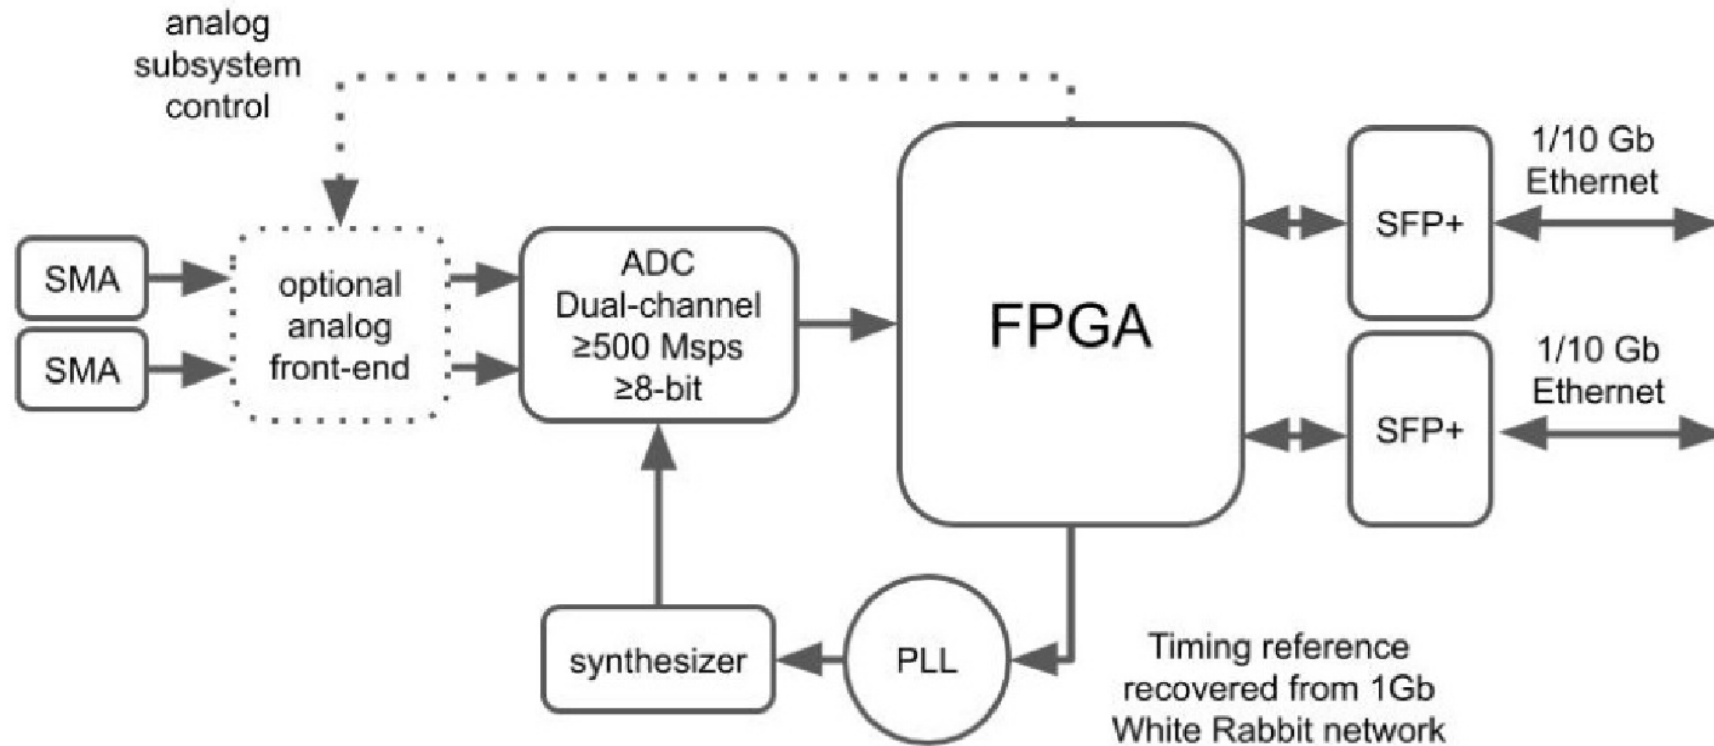 analog
subsystem
control
SMA
SMA
optional
analog
front-end
ADC
Dual-channel
≥500 Msps
≥8-bit
FPGA
SFP+
1/10 Gb
Ethernet
SFP+
1/10 Gb
Ethernet
synthesizer
PLL
Timing reference
recovered from 1Gb
White Rabbit network